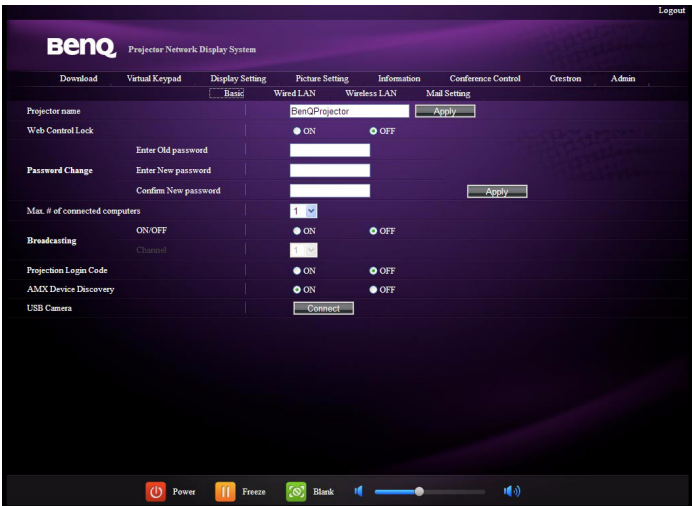 Logout
BenQ Projector Network Display System
Download Virtual Keypad Display Setting Picture Setting Information Conference Control Crestron Admin
Basic Wired LAN Wireless LAN Mail Setting
Projector name BenQProjector Apply
Web Control Lock ON OFF
Enter Old password
Password Change Enter New password
Confirm New password Apply
Max. # of connected computers 1
ON/OFF ON OFF
Broadcasting
Channel 1
Projection Login Code ON OFF
AMX Device Discovery ON OFF
USB Camera Connect
Power Freeze Blank